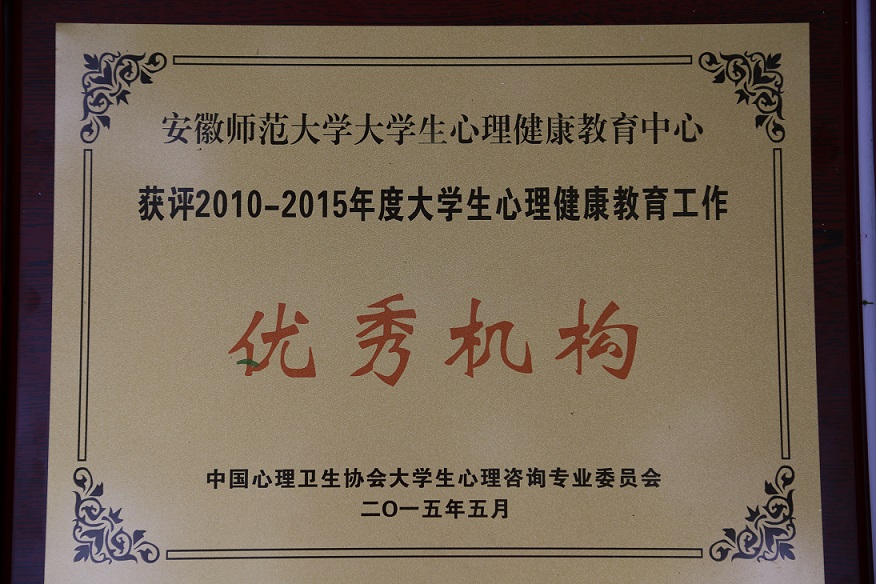 安徽师范大学大学生心理健康教育中心
获评2010-2015年度大学生心理健康教育工作
优秀机构
中国心理卫生协会大学生心理咨询专业委员会
二〇一五年五月